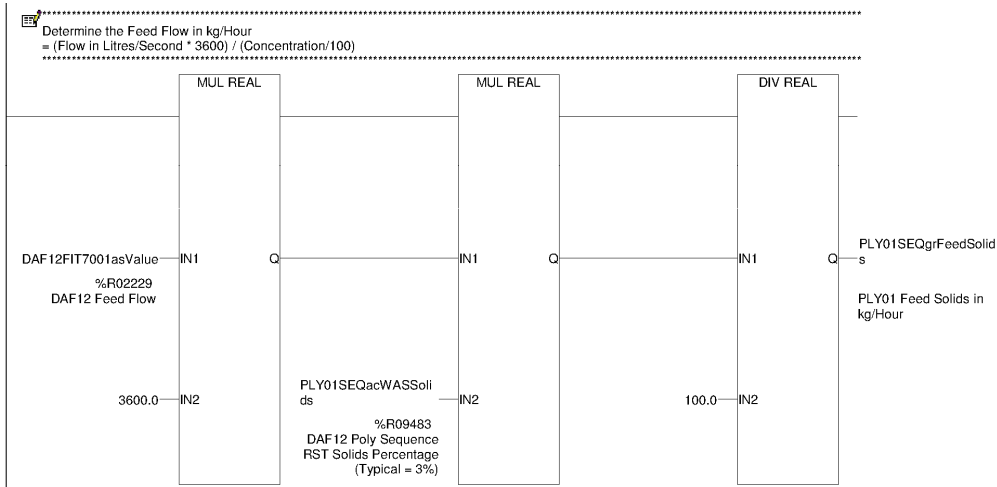 ************************************************************************************************************************
Determine the Feed Flow in kg/Hour
= (Flow in Litres/Second * 3600) / (Concentration/100)
************************************************************************************************************************
MUL REAL MUL REAL DIV REAL
DAF12FIT7001asValue IN1 Q IN1 Q IN1 Q PLY01SEQgrFeedSolid
s
%R02229
DAF12 Feed Flow
PLY01 Feed Solids in
kg/Hour
3600.0 IN2
PLY01SEQacWASSoli
ds
IN2
%R09483
DAF12 Poly Sequence
RST Solids Percentage
(Typical = 3%)
100.0 IN2